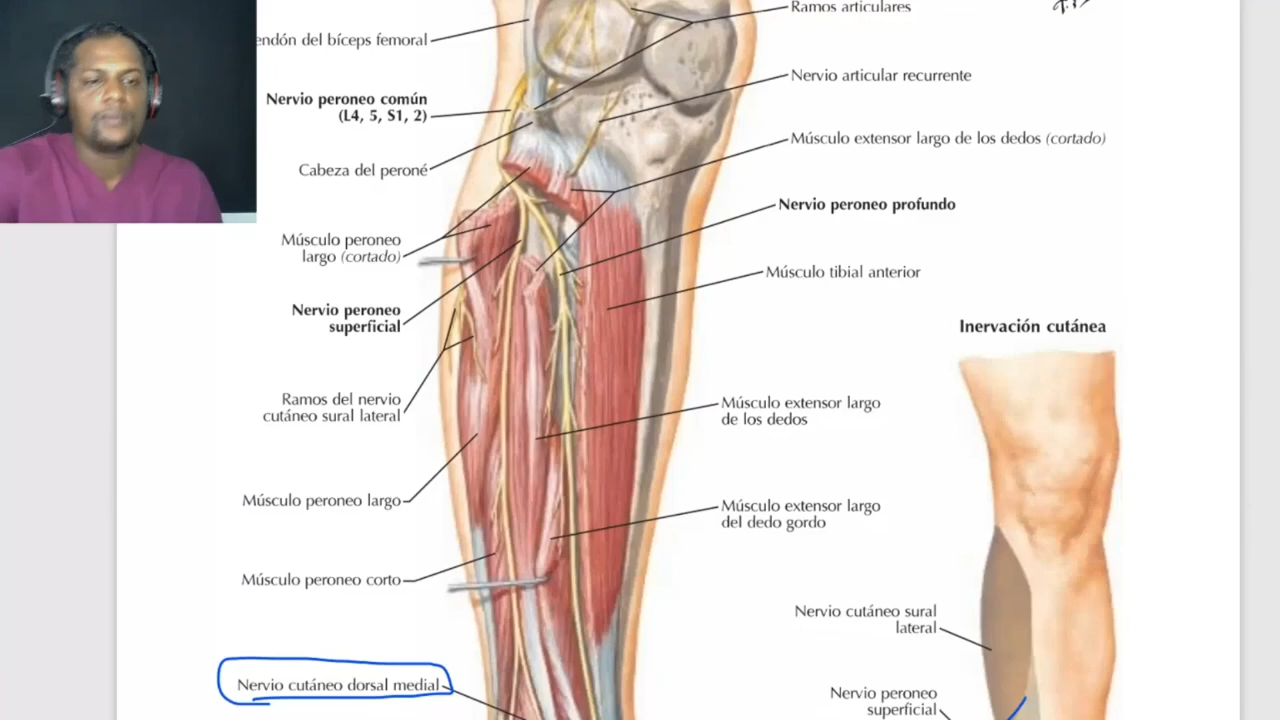 Ramos articulares
endón del bíceps femoral
Nervio articular recurrente
Nervio peroneo común
(L4, 5, S1, 2)
Músculo extensor largo de los dedos (cortado)
Cabeza del peroné
Nervio peroneo profundo
Músculo peroneo
largo (cortado)
Músculo tibial anterior
Nervio peroneo
superficial
Inervación cutánea
Ramos del nervio
cutáneo sural lateral
Músculo extensor largo
de los dedos
Músculo peroneo largo
Músculo extensor largo
del dedo gordo
Músculo peroneo corto
Nervio cutáneo sural
lateral
Nervio cutáneo dorsal medial
Nervio peroneo
superficial